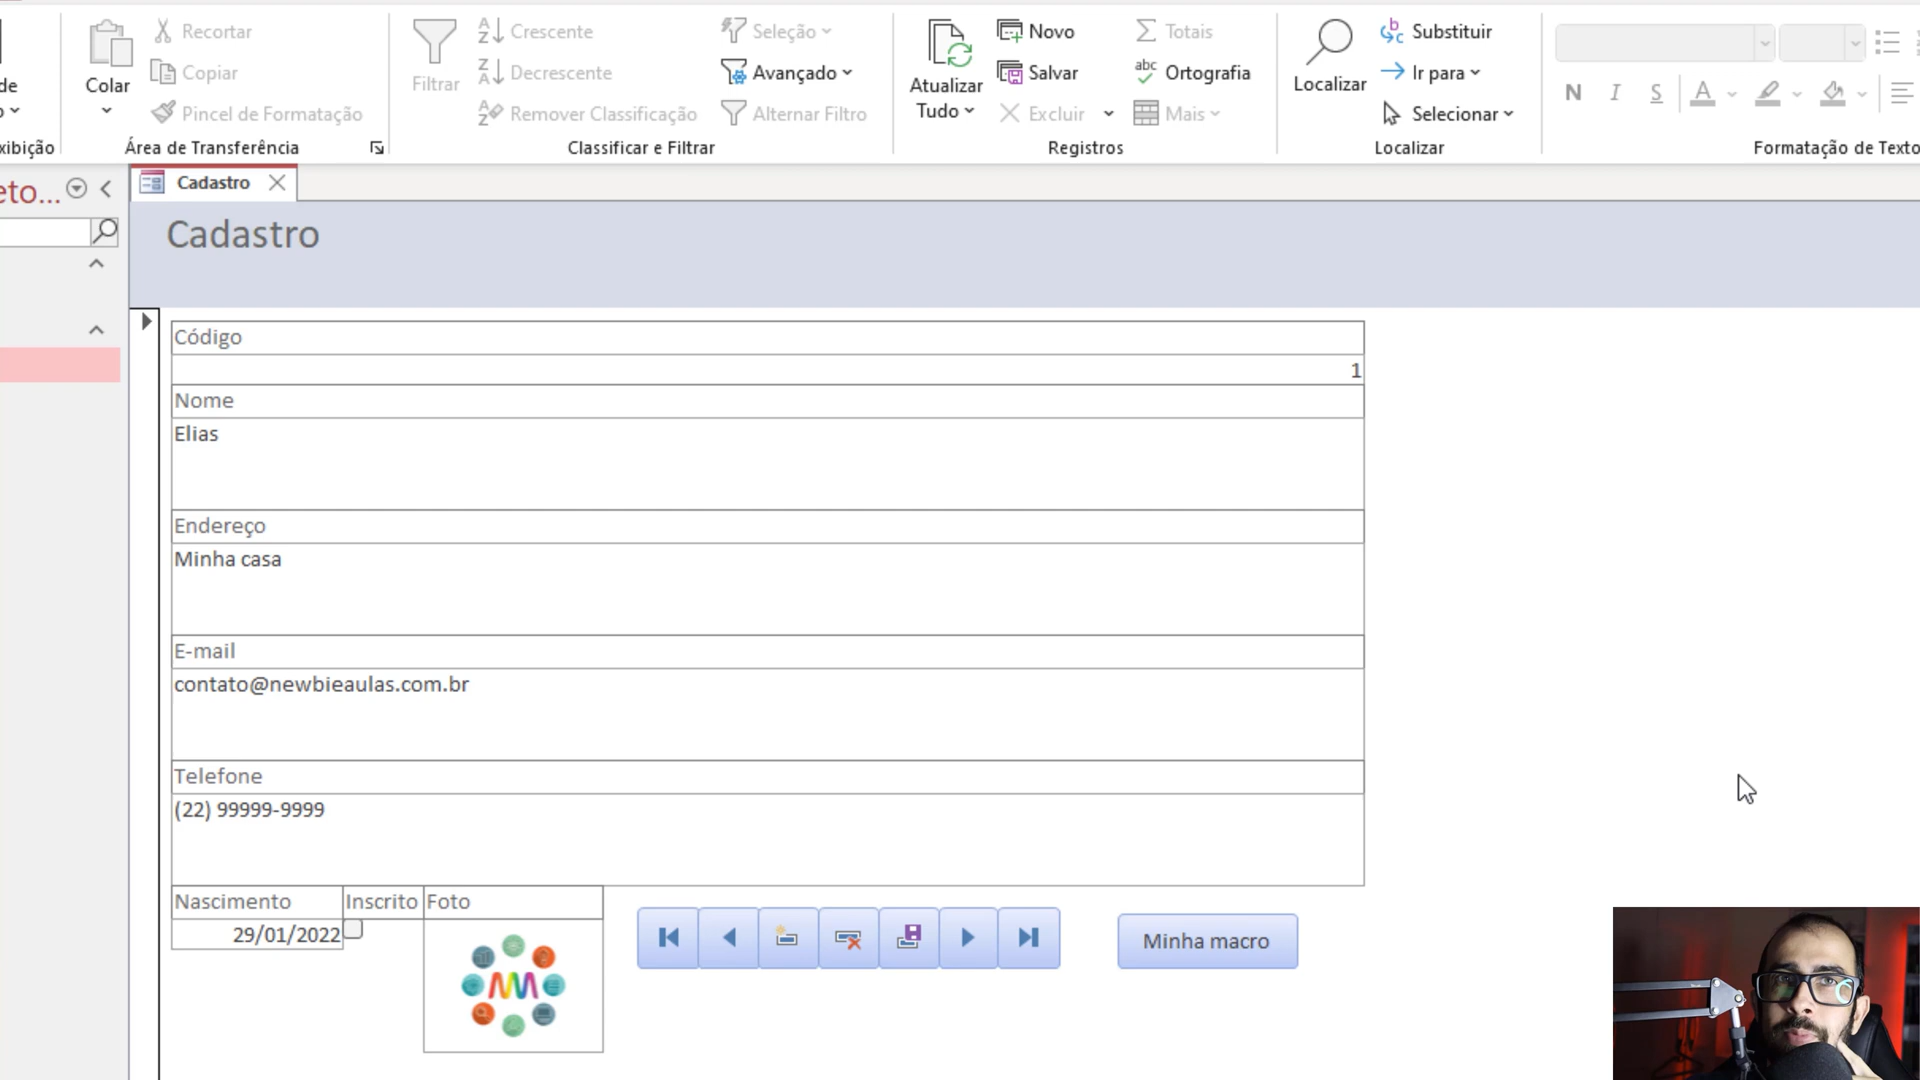 Recortar
Crescente
Seleção
Novo
Totais
Substituir
de
Colar
Copiar
Filtrar
Decrescente
Avançado
Atualizar
Tudo
Salvar
Ortografia
Localizar
Ir para
N I S A
Pincel de Formatação
Remover Classificação
Alternar Filtro
Excluir
Mais
Selecionar
xibição
Área de Transferência
Classificar e Filtrar
Registros
Localizar
Formatação de Texto
eto...
Cadastro
Cadastro
Código
1
Nome
Elias
Endereço
Minha casa
E-mail
contato@newbieaulas.com.br
Telefone
(22) 99999-9999
Nascimento
Inscrito
Foto
29/01/2022
Minha macro